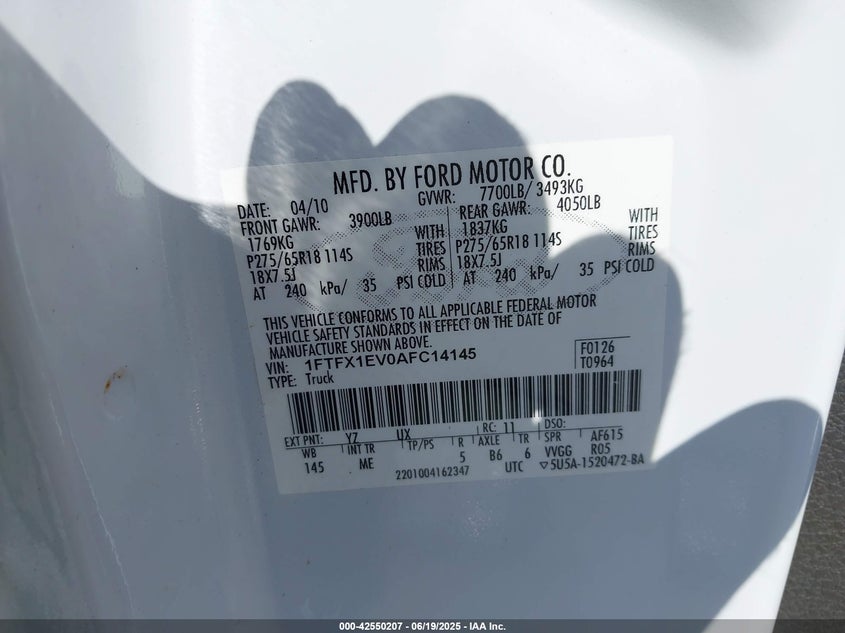 MFD. BY FORD MOTOR CO.
DATE: 04/10 GVWR: 7700LB/ 3493KG
FRONT GAWR: 3900LB REAR GAWR: 4050LB
1769KG WITH 1837KG WITH
P275/65R18 114S TIRES P275/65R18 114S TIRES
18X7.5J RIMS 18X7.5J RIMS
AT 240 kPa/ 35 PSI COLD AT 240 kPa/ 35 PSI COLD
THIS VEHICLE CONFORMS TO ALL APPLICABLE FEDERAL MOTOR
VEHICLE SAFETY STANDARDS IN EFFECT ON THE DATE OF
MANUFACTURE SHOWN ABOVE.
VIN: 1FTFX1EV0AFC14145 F0126
TYPE: Truck T0964
EXT PNT: YZ UX RC: 11 DSO:
WB INT TR TP/PS R AXLE TR SPR AF615
145 ME 5 B6 6 VVGG R05
2201004162347 UTC ▽5U5A-1520472-BA
000-42550207 - 06/19/2025 - IAA Inc.